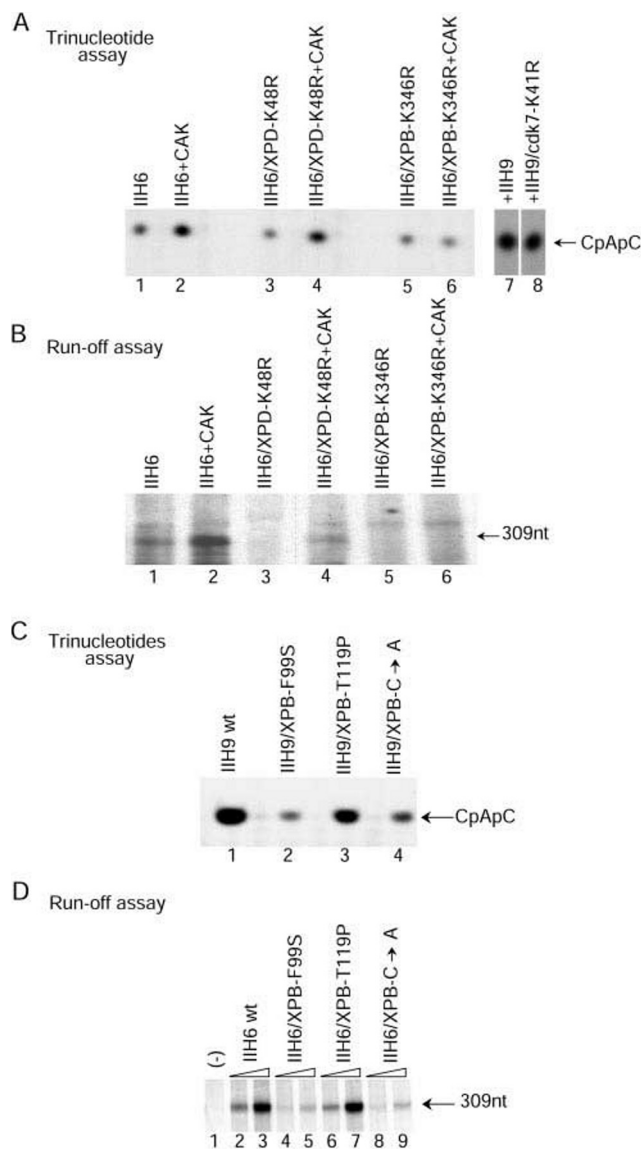 A
Trinucleotide
assay
IIH6
IIH6+CAK
IIH6/XPD-K48R
IIH6/XPD-K48R+CAK
IIH6/XPB-K346R
IIH6/XPB-K346R+CAK
+IIH9
+IIH9/cdk7-K41R
CpApC
1 2 3 4 5 6 7 8
B
Run-off assay
IIH6
IIH6+CAK
IIH6/XPD-K48R
IIH6/XPD-K48R+CAK
IIH6/XPB-K346R
IIH6/XPB-K346R+CAK
309nt
1 2 3 4 5 6
C
Trinucleotides
assay
IIH9 wt
IIH9/XPB-F99S
IIH9/XPB-T119P
IIH9/XPB-C → A
CpApC
1 2 3 4
D
Run-off assay
(-)
IIH6 wt
IIH6/XPB-F99S
IIH6/XPB-T119P
IIH6/XPB-C → A
309nt
1 2 3 4 5 6 7 8 9